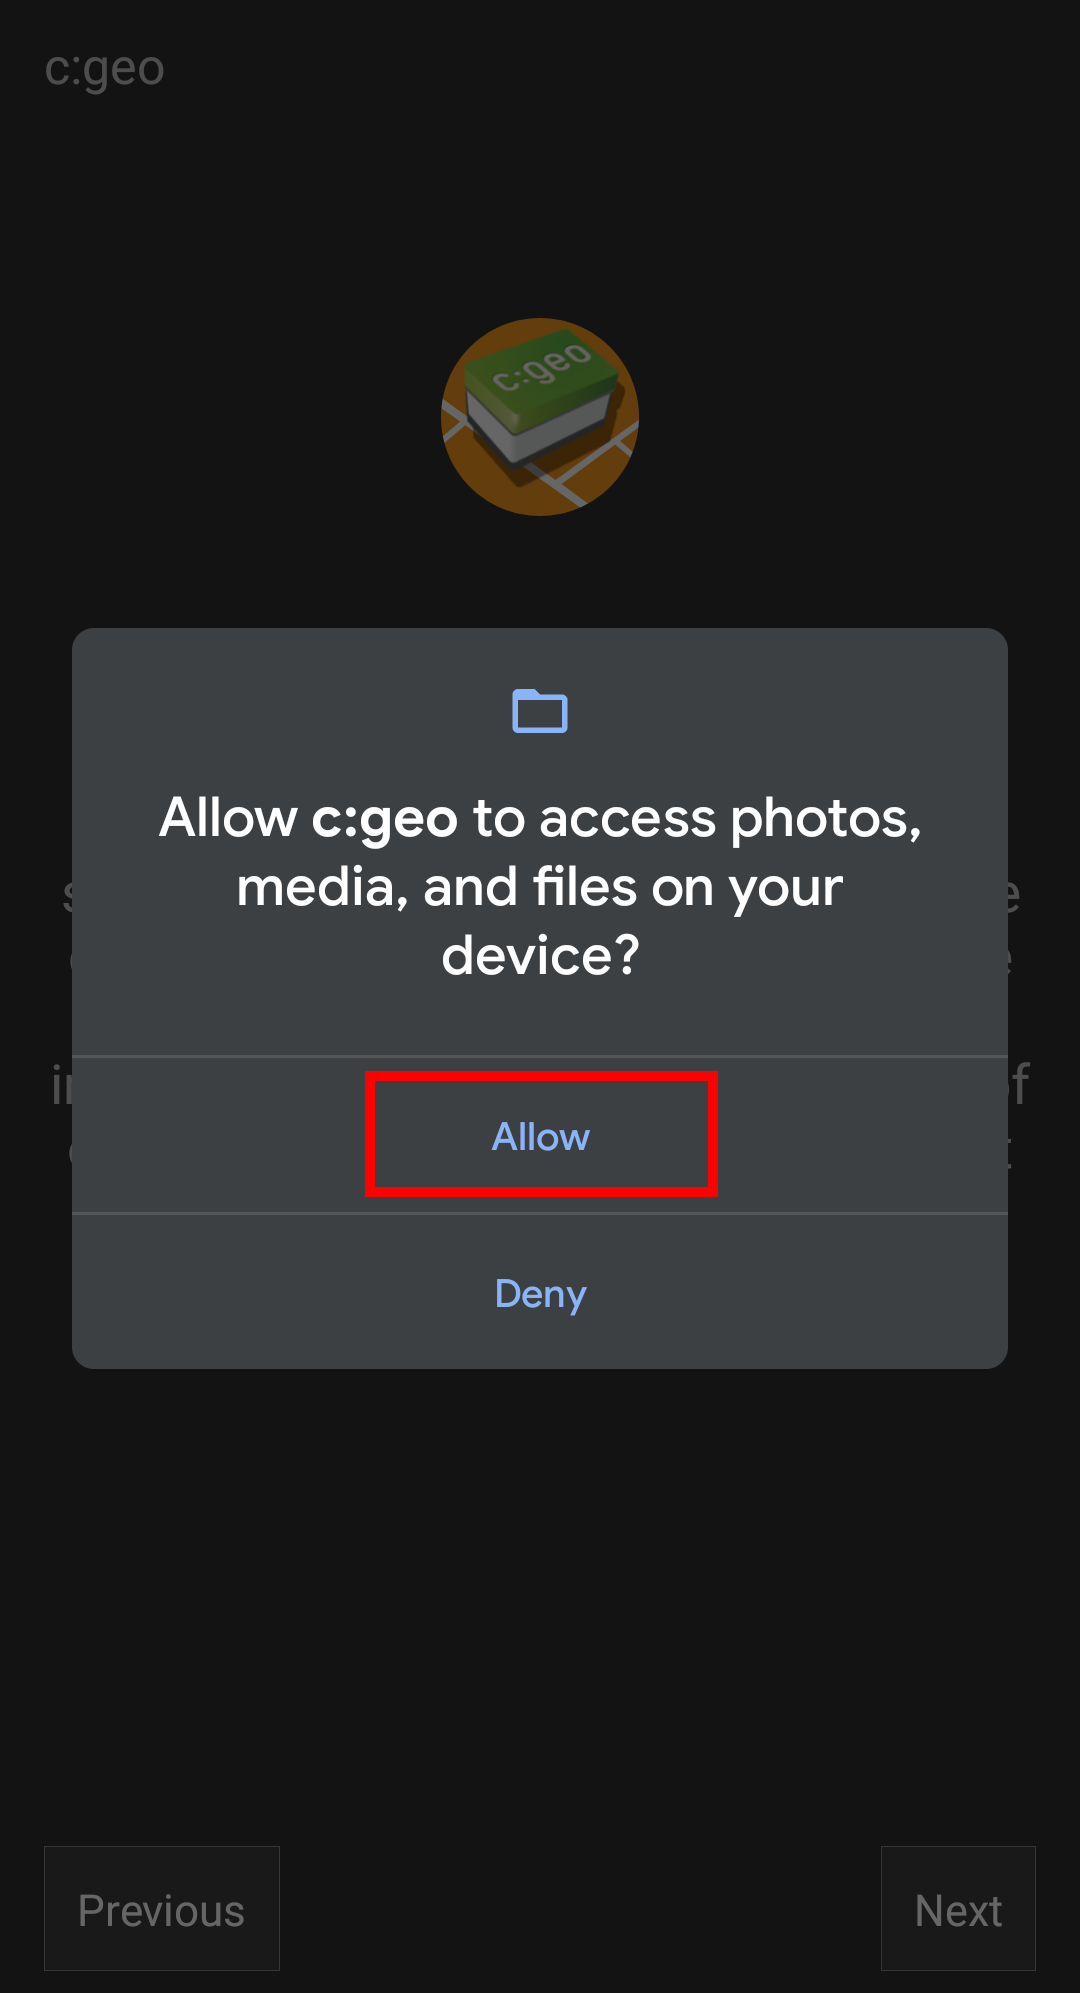 c:geo
c:geo
Allow c:geo to access photos,
media, and files on your
device?
Allow
Deny
Previous
Next